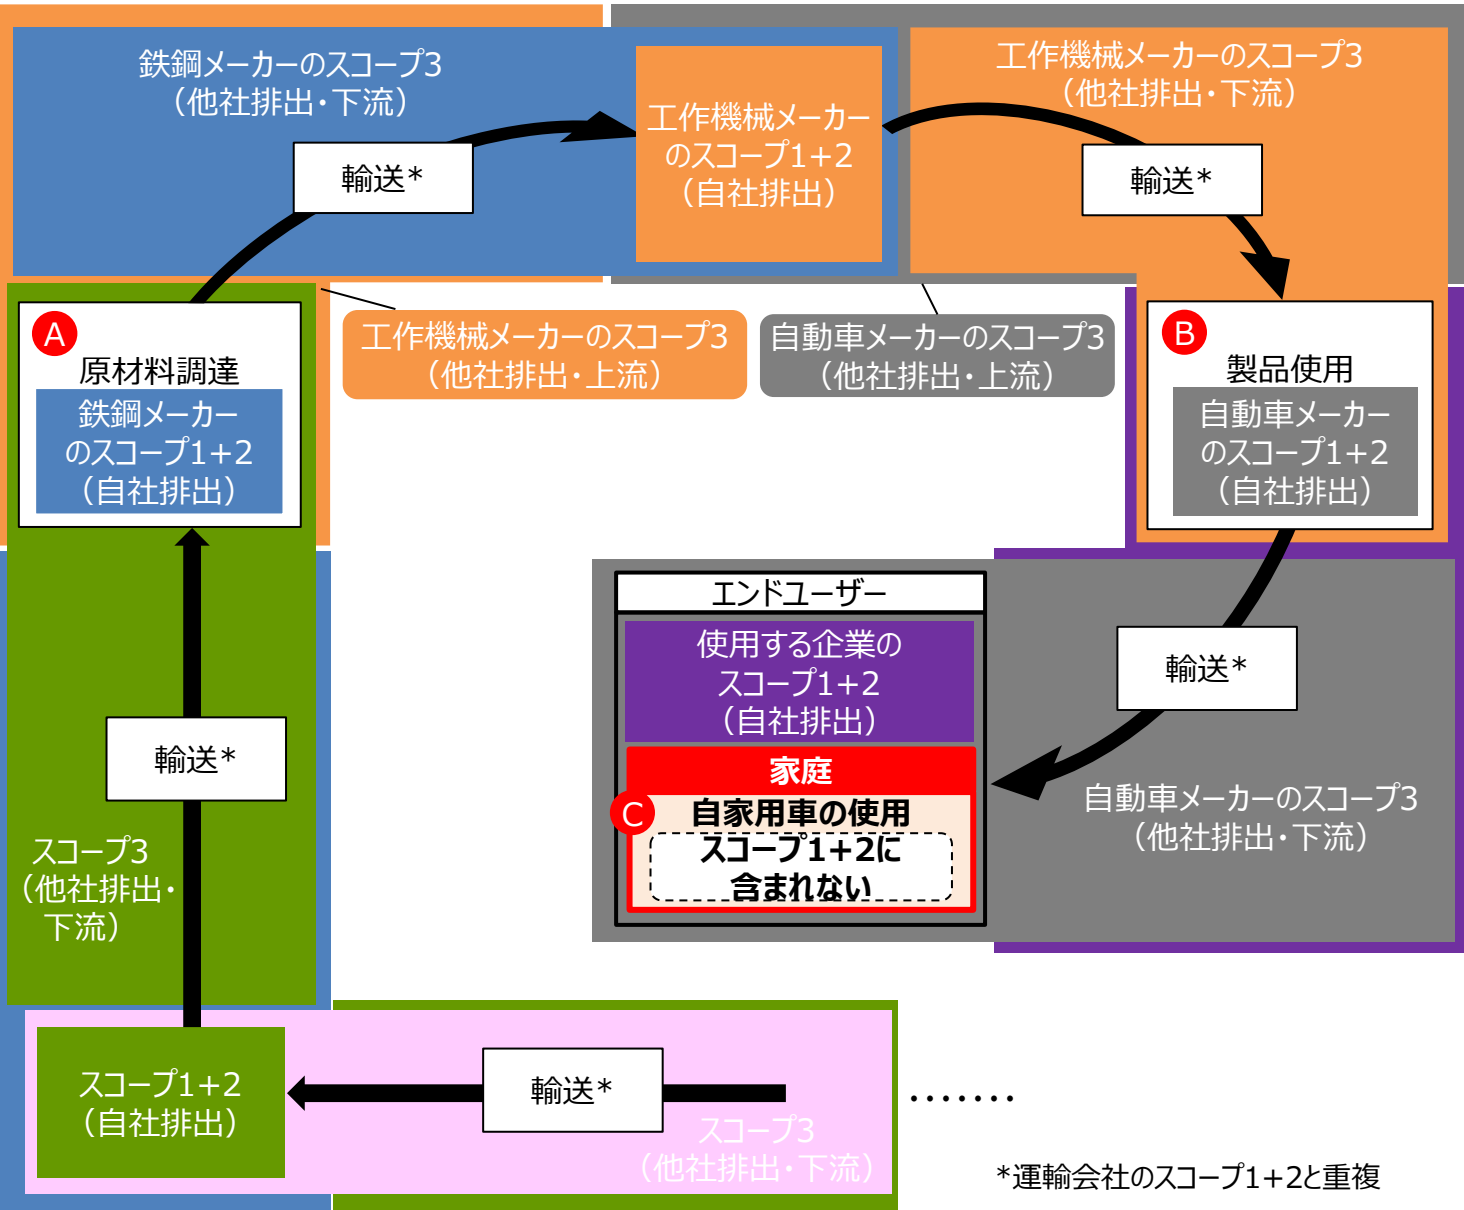 鉄鋼メーカーのスコープ3
（他社排出・下流）
輸送*
工作機械メーカー
のスコープ1+2
（自社排出）
工作機械メーカーのスコープ3
（他社排出・下流）
輸送*
A
原材料調達
鉄鋼メーカー
のスコープ1+2
（自社排出）
工作機械メーカーのスコープ3
（他社排出・上流）
自動車メーカーのスコープ3
（他社排出・上流）
B
製品使用
自動車メーカー
のスコープ1+2
（自社排出）
エンドユーザー
使用する企業の
スコープ1+2
（自社排出）
家庭
C
自家用車の使用
スコープ1+2に
含まれない
輸送*
自動車メーカーのスコープ3
（他社排出・下流）
輸送*
スコープ3
（他社排出・
下流）
スコープ1+2
（自社排出）
輸送*
スコープ3
（他社排出・下流）
・・・・・・・
*運輸会社のスコープ1+2と重複